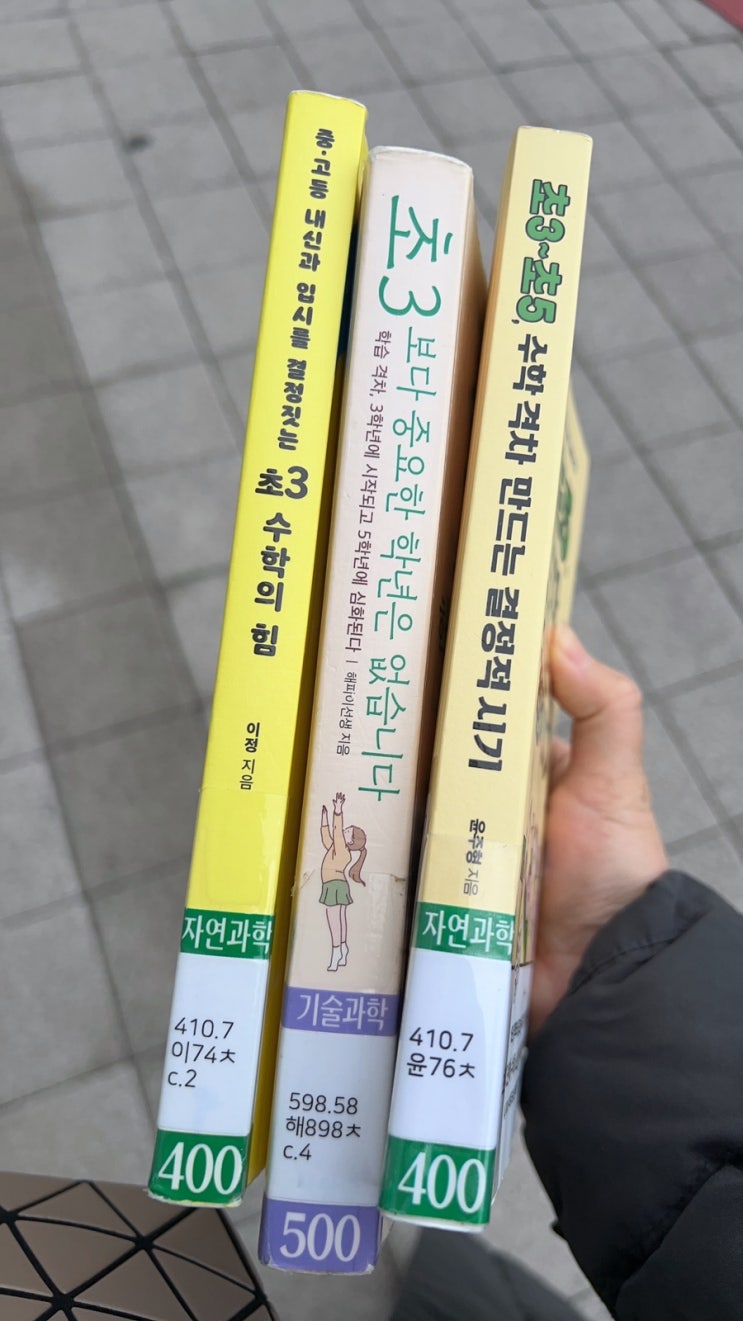 중·고등 내신과 입시를 결정짓는
초3 수학의 힘
이정 지음
자연과학
410.7
이74ㅊ
c.2
400
초3 보다 중요한 학년은 없습니다
학습 격차, 3학년에 시작되고 5학년에 심화된다 | 해피이선생 지음
기술과학
598.58
해898ㅊ
c.4
500
초3~초5,
수학 격차 만드는 결정적 시기
윤주형 지음
자연과학
410.7
윤76ㅊ
400